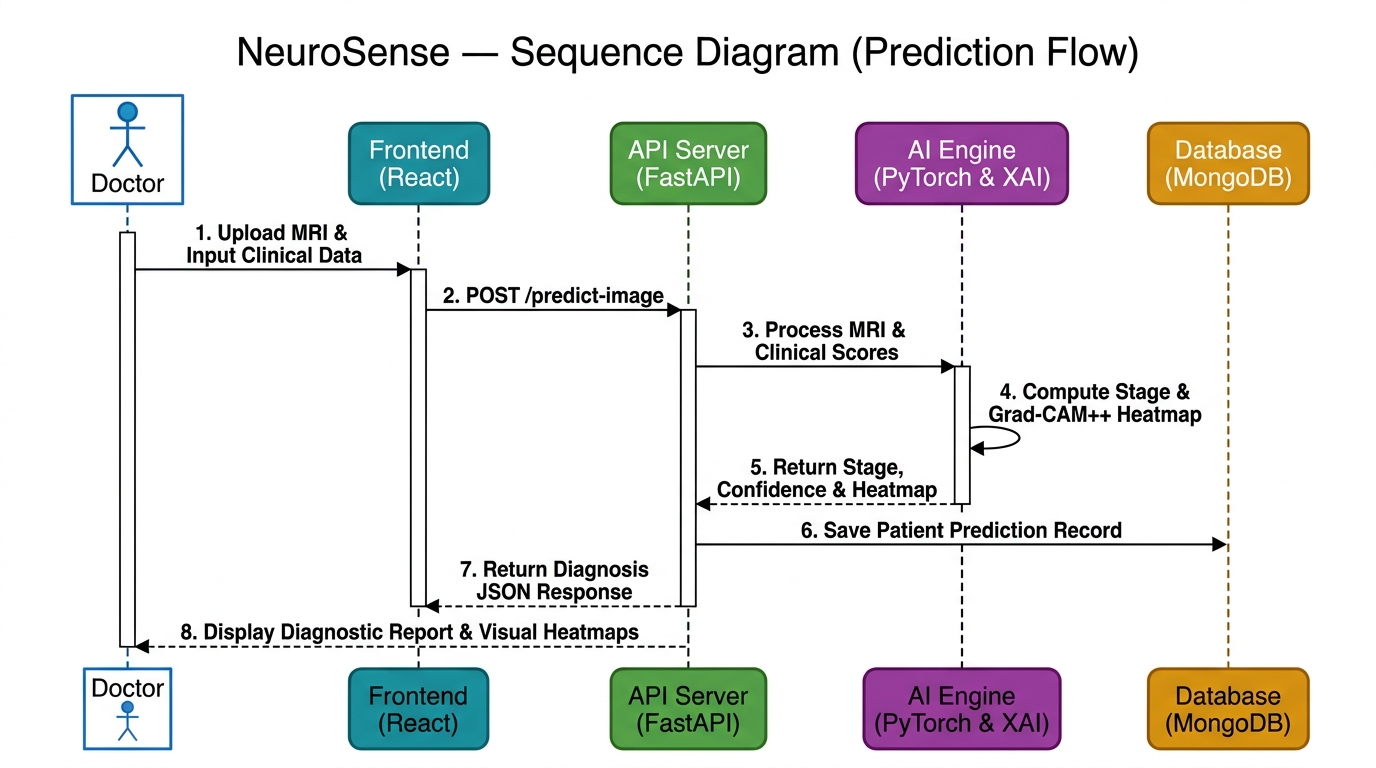 NeuroSense — Sequence Diagram (Prediction Flow)
Doctor
Frontend
(React)
API Server
(FastAPI)
AI Engine
(PyTorch & XAI)
Database
(MongoDB)
1. Upload MRI &
Input Clinical Data
2. POST /predict-image
3. Process MRI &
Clinical Scores
4. Compute Stage &
Grad-CAM++ Heatmap
5. Return Stage,
Confidence & Heatmap
6. Save Patient Prediction Record
7. Return Diagnosis
JSON Response
8. Display Diagnostic Report & Visual Heatmaps
Doctor
Frontend
(React)
API Server
(FastAPI)
AI Engine
(PyTorch & XAI)
Database
(MongoDB)